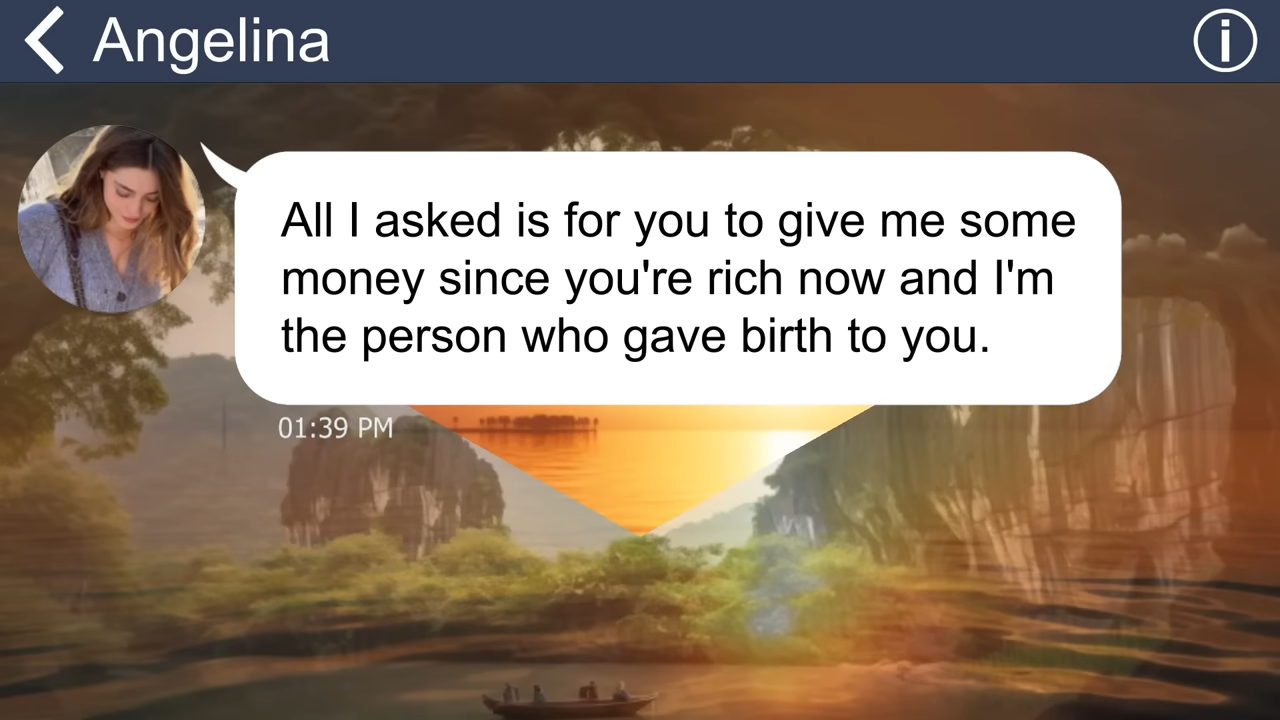 Angelina
All I asked is for you to give me some
money since you're rich now and I'm
the person who gave birth to you.
01:39 PM